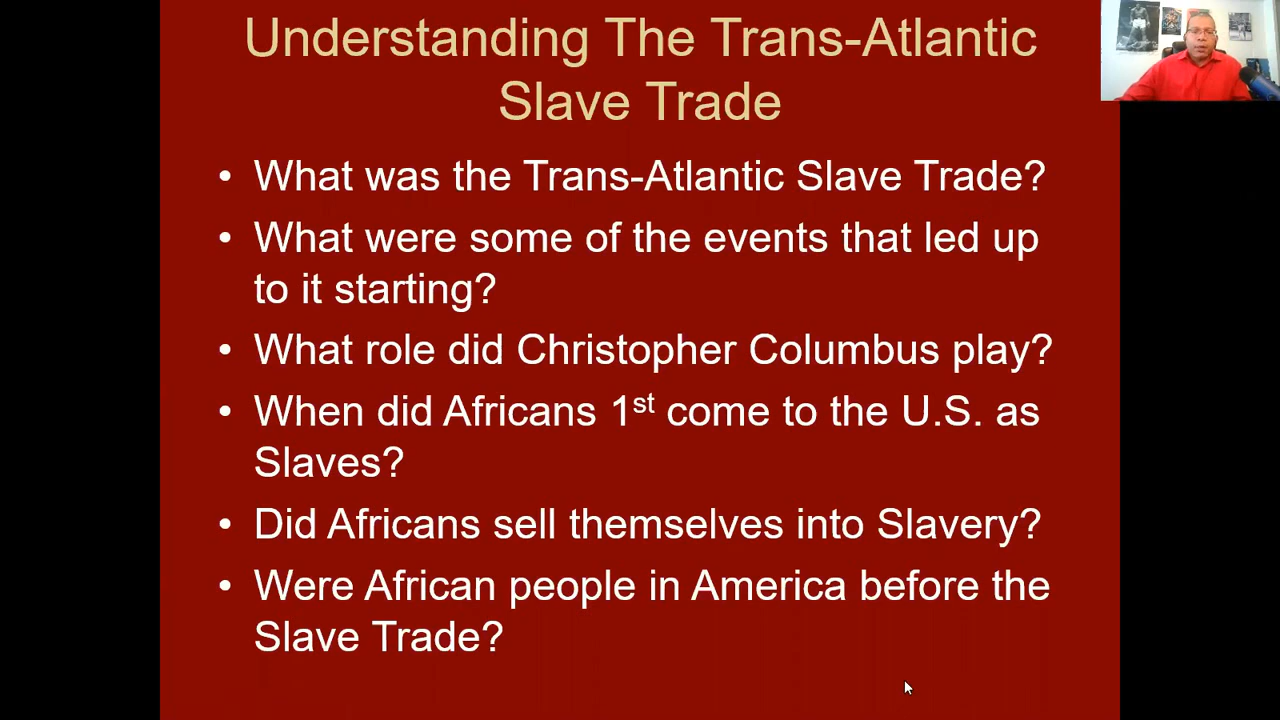 Understanding The Trans-Atlantic
Slave Trade
• What was the Trans-Atlantic Slave Trade?
• What were some of the events that led up
to it starting?
• What role did Christopher Columbus play?
• When did Africans 1st come to the U.S. as
Slaves?
• Did Africans sell themselves into Slavery?
• Were African people in America before the
Slave Trade?